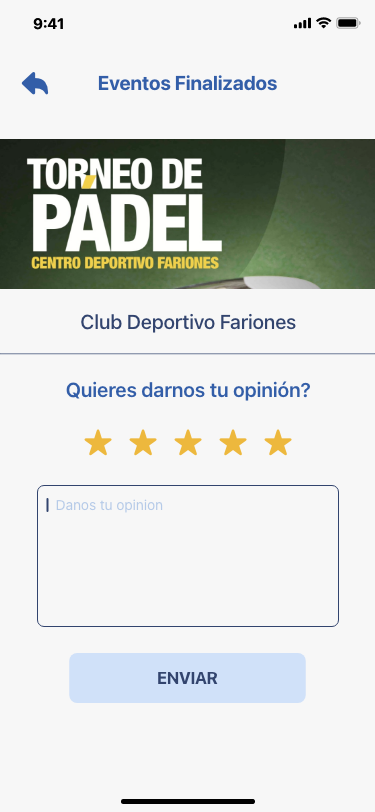 9:41
Eventos Finalizados
TORNEO DE
PADEL
CENTRO DEPORTIVO FARIONES
Club Deportivo Fariones
Quieres darnos tu opinión?
Danos tu opinion
ENVIAR